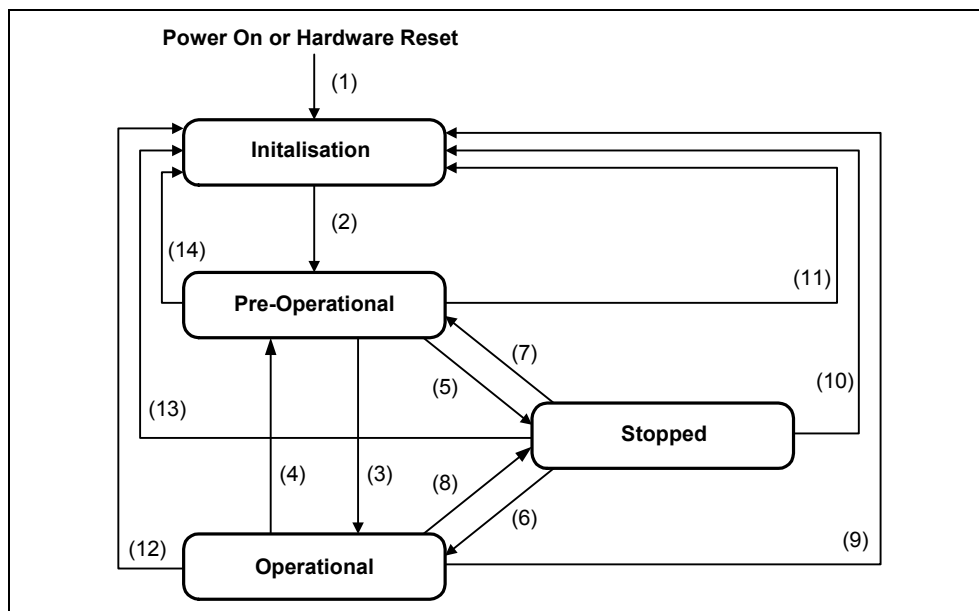 Power On or Hardware Reset
(1)
Initalisation
(2)
(14)
(11)
Pre-Operational
(7)
(5)
(10)
(13)
Stopped
(4)
(3)
(8)
(6)
(12)
(9)
Operational